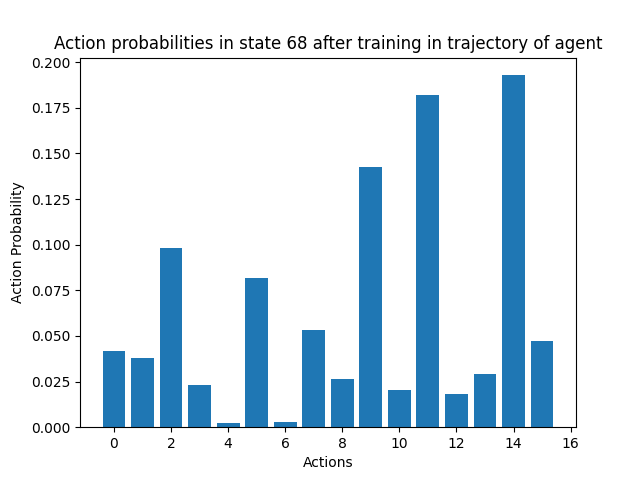 Action probabilities in state 68 after training in trajectory of agent
0.200
0.175
0.150
0.125
0.100
0.075
0.050
0.025
0.000
Action Probability
0 2 4 6 8 10 12 14 16
Actions